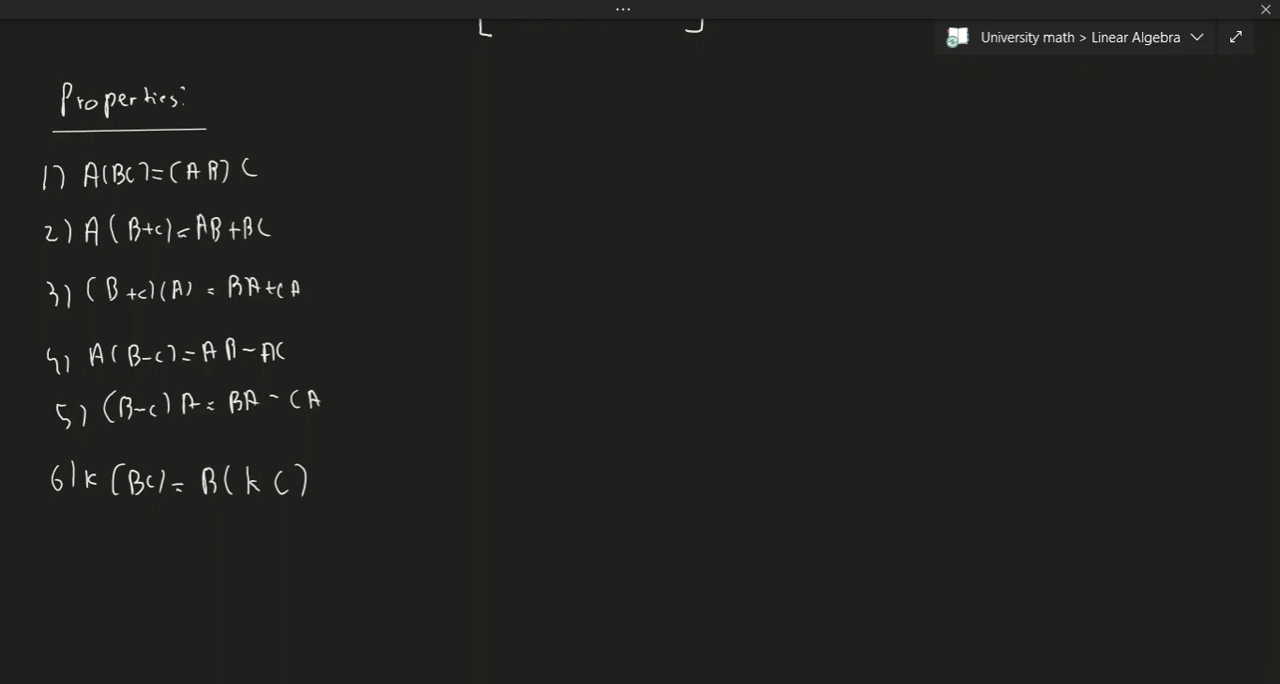 University math > Linear Algebra
Properties:
1) A(BC)=(AB)C
2) A(B+C)=AB+BC
3) (B+C)(A)=BA+CA
4) A(B-C)=AB-AC
5) (B-C)A=BA-CA
6) k(BC)=B(kC)